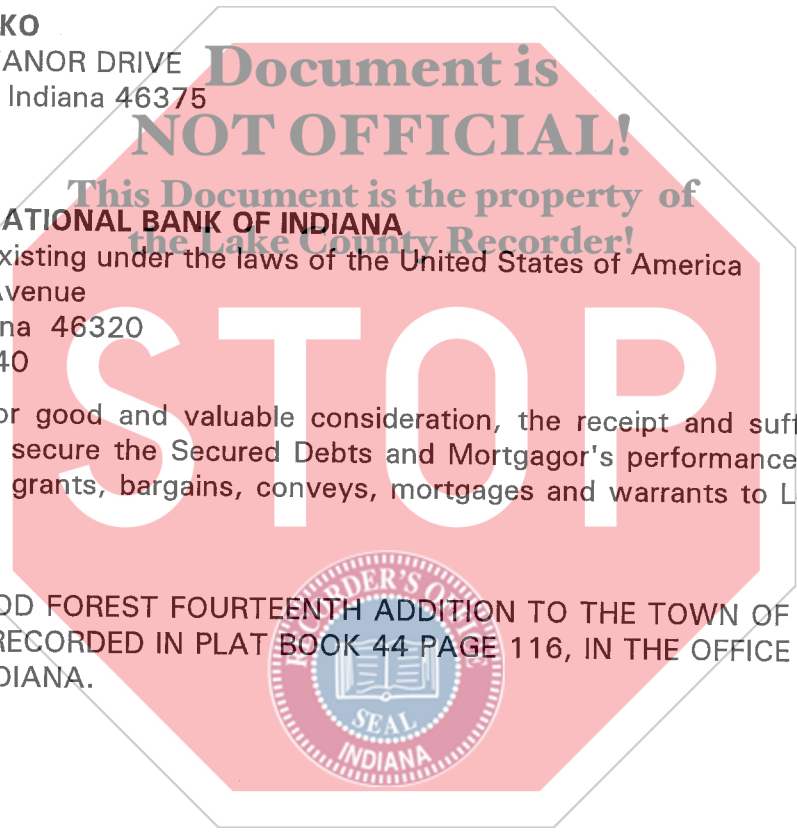 KO
ANOR DRIVE
Indiana 46375
Document is
NOT OFFICIAL!
This Document is the property of
the Lake County Recorder!
ATIONAL BANK OF INDIANA
xisting under the laws of the United States of America
Avenue
na 46320
40
STOP
or good and valuable consideration, the receipt and suff
secure the Secured Debts and Mortgagor's performance
grants, bargains, conveys, mortgages and warrants to L
OD FOREST FOURTEENTH ADDITION TO THE TOWN OF
RECORDED IN PLAT BOOK 44 PAGE 116, IN THE OFFICE
DIANA.
RECORDER'S OFFICE
SEAL
INDIANA